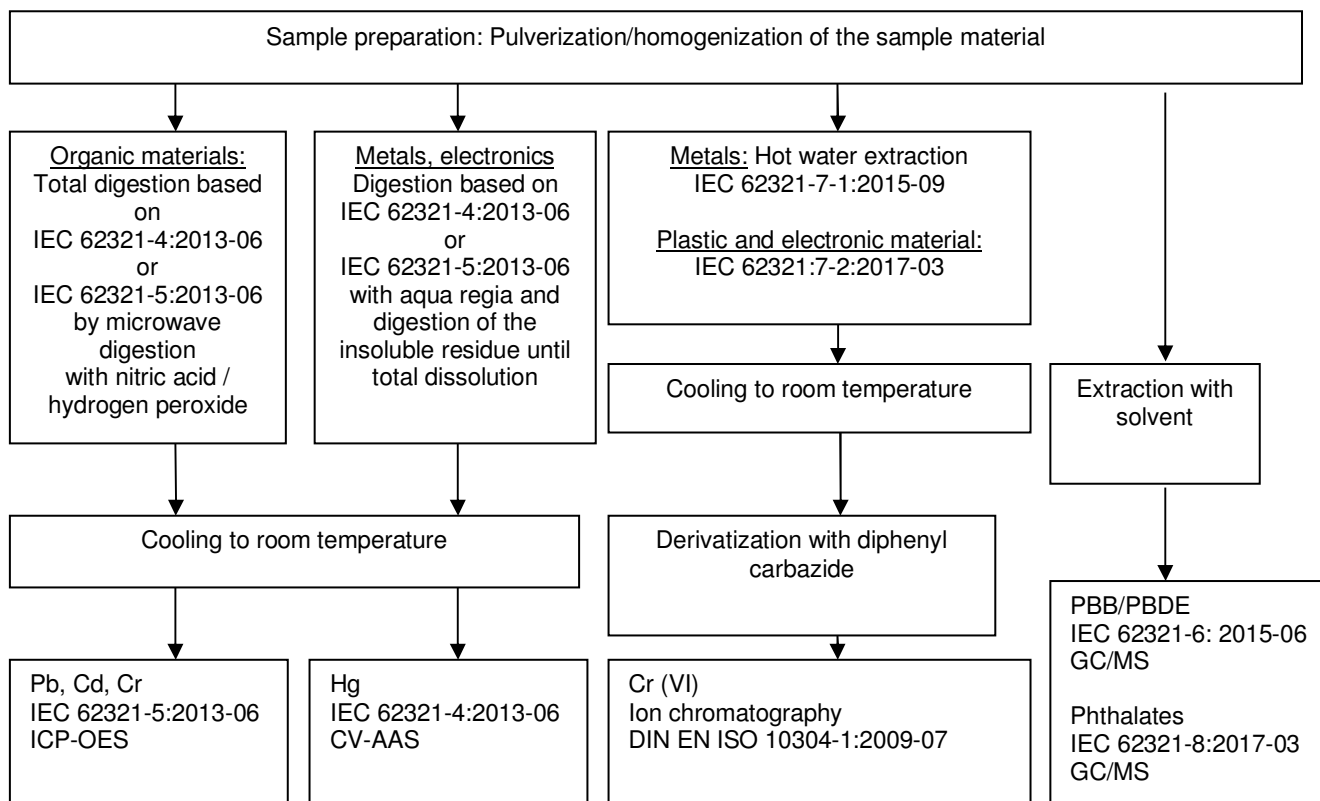 Sample preparation: Pulverization/homogenization of the sample material
Organic materials:
Total digestion based
on
IEC 62321-4:2013-06
or
IEC 62321-5:2013-06
by microwave
digestion
with nitric acid /
hydrogen peroxide
Metals, electronics
Digestion based on
IEC 62321-4:2013-06
or
IEC 62321-5:2013-06
with aqua regia and
digestion of the
insoluble residue until
total dissolution
Metals: Hot water extraction
IEC 62321-7-1:2015-09
Plastic and electronic material:
IEC 62321:7-2:2017-03
Cooling to room temperature
Extraction with
solvent
Cooling to room temperature
Derivatization with diphenyl
carbazide
Pb, Cd, Cr
IEC 62321-5:2013-06
ICP-OES
Hg
IEC 62321-4:2013-06
CV-AAS
Cr (VI)
Ion chromatography
DIN EN ISO 10304-1:2009-07
PBB/PBDE
IEC 62321-6: 2015-06
GC/MS
Phthalates
IEC 62321-8:2017-03
GC/MS